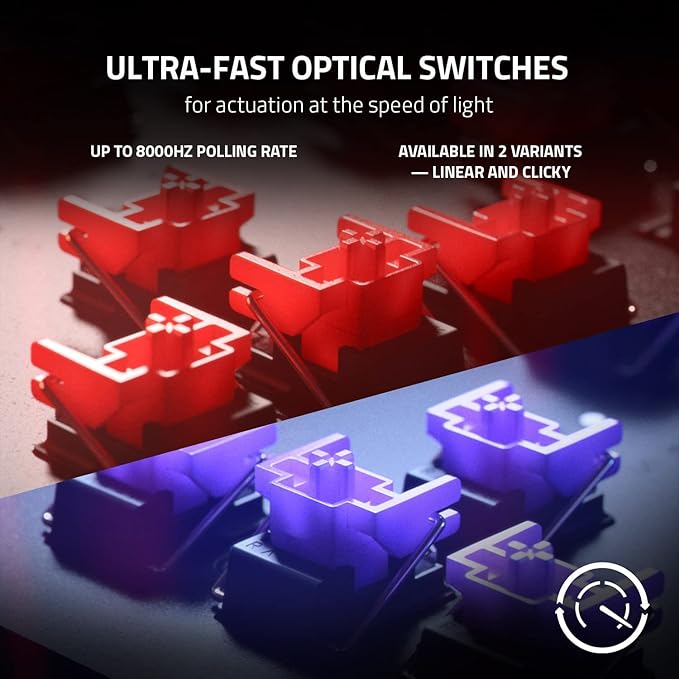 ULTRA-FAST OPTICAL SWITCHES
for actuation at the speed of light
UP TO 8000HZ POLLING RATE
AVAILABLE IN 2 VARIANTS
— LINEAR AND CLICKY